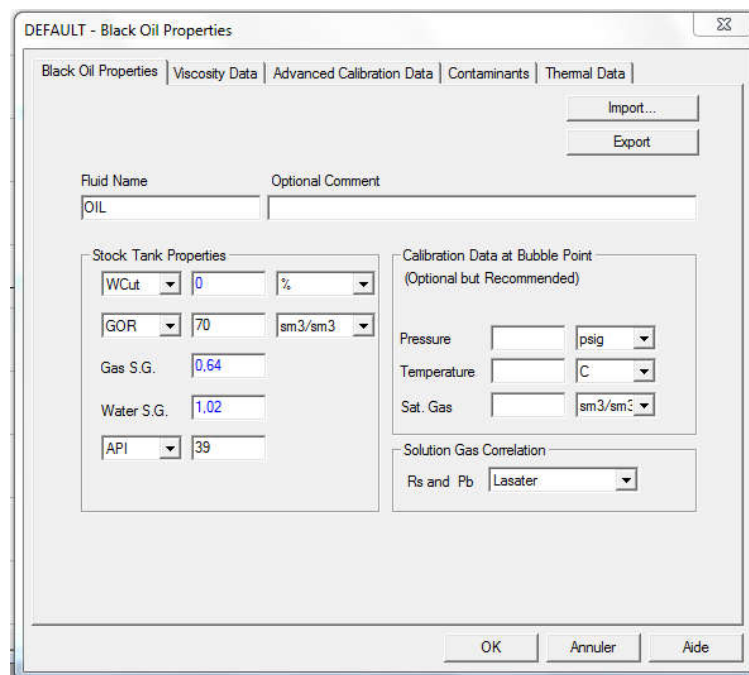 DEFAULT - Black Oil Properties
Black Oil Properties Viscosity Data Advanced Calibration Data Contaminants Thermal Data
Import...
Export
Fluid Name Optional Comment
OIL
Stock Tank Properties
WCut 0 %
GOR 70 sm3/sm3
Gas S.G. 0,64
Water S.G. 1,02
API 39
Calibration Data at Bubble Point
(Optional but Recommended)
Pressure psig
Temperature C
Sat. Gas sm3/sm3
Solution Gas Correlation
Rs and Pb Lasater
OK Annuler Aide